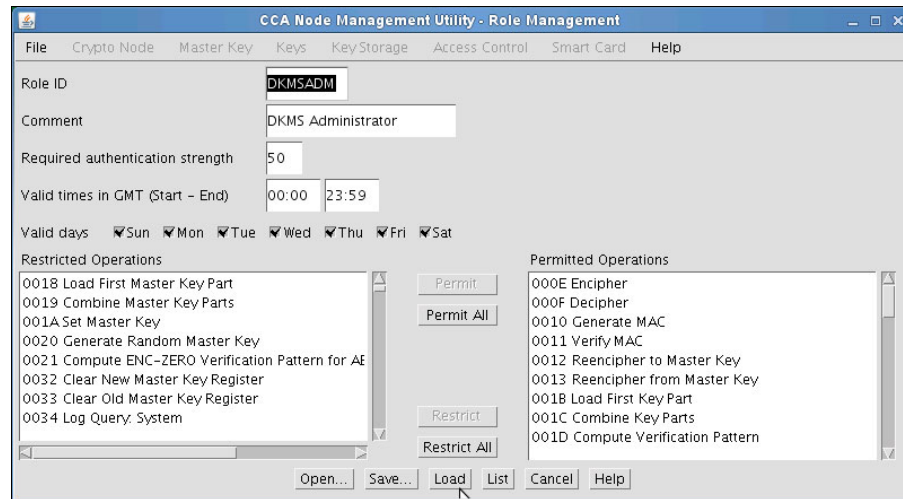 CCA Node Management Utility - Role Management
File Crypto Node Master Key Keys Key Storage Access Control Smart Card Help
Role ID DKMSADM
Comment DKMS Administrator
Required authentication strength 50
Valid times in GMT (Start - End) 00:00 23:59
Valid days Sun Mon Tue Wed Thu Fri Sat
Restricted Operations
0018 Load First Master Key Part
0019 Combine Master Key Parts
001A Set Master Key
0020 Generate Random Master Key
0021 Compute ENC-ZERO Verification Pattern for AE
0032 Clear New Master Key Register
0033 Clear Old Master Key Register
0034 Log Query: System
Permit
Permit All
Restrict
Restrict All
Permitted Operations
000E Encipher
000F Decipher
0010 Generate MAC
0011 Verify MAC
0012 Reencipher to Master Key
0013 Reencipher from Master Key
001B Load First Key Part
001C Combine Key Parts
001D Compute Verification Pattern
Open... Save... Load List Cancel Help